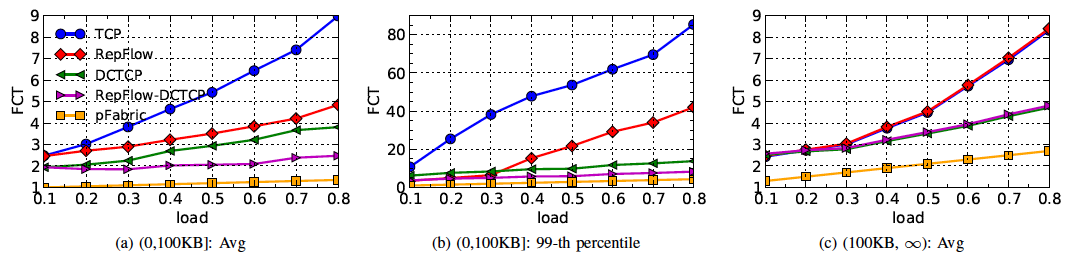 FCT
9
8
7
6
5
4
3
2
1
TCP
RepFlow
DCTCP
RepFlow-DCTCP
pFabric
0.1 0.2 0.3 0.4 0.5 0.6 0.7 0.8
load
(a) (0,100KB]: Avg
FCT
80
60
40
20
0
0.1 0.2 0.3 0.4 0.5 0.6 0.7 0.8
load
(b) (0,100KB]: 99-th percentile
FCT
9
8
7
6
5
4
3
2
1
0.1 0.2 0.3 0.4 0.5 0.6 0.7 0.8
load
(c) (100KB, ∞): Avg